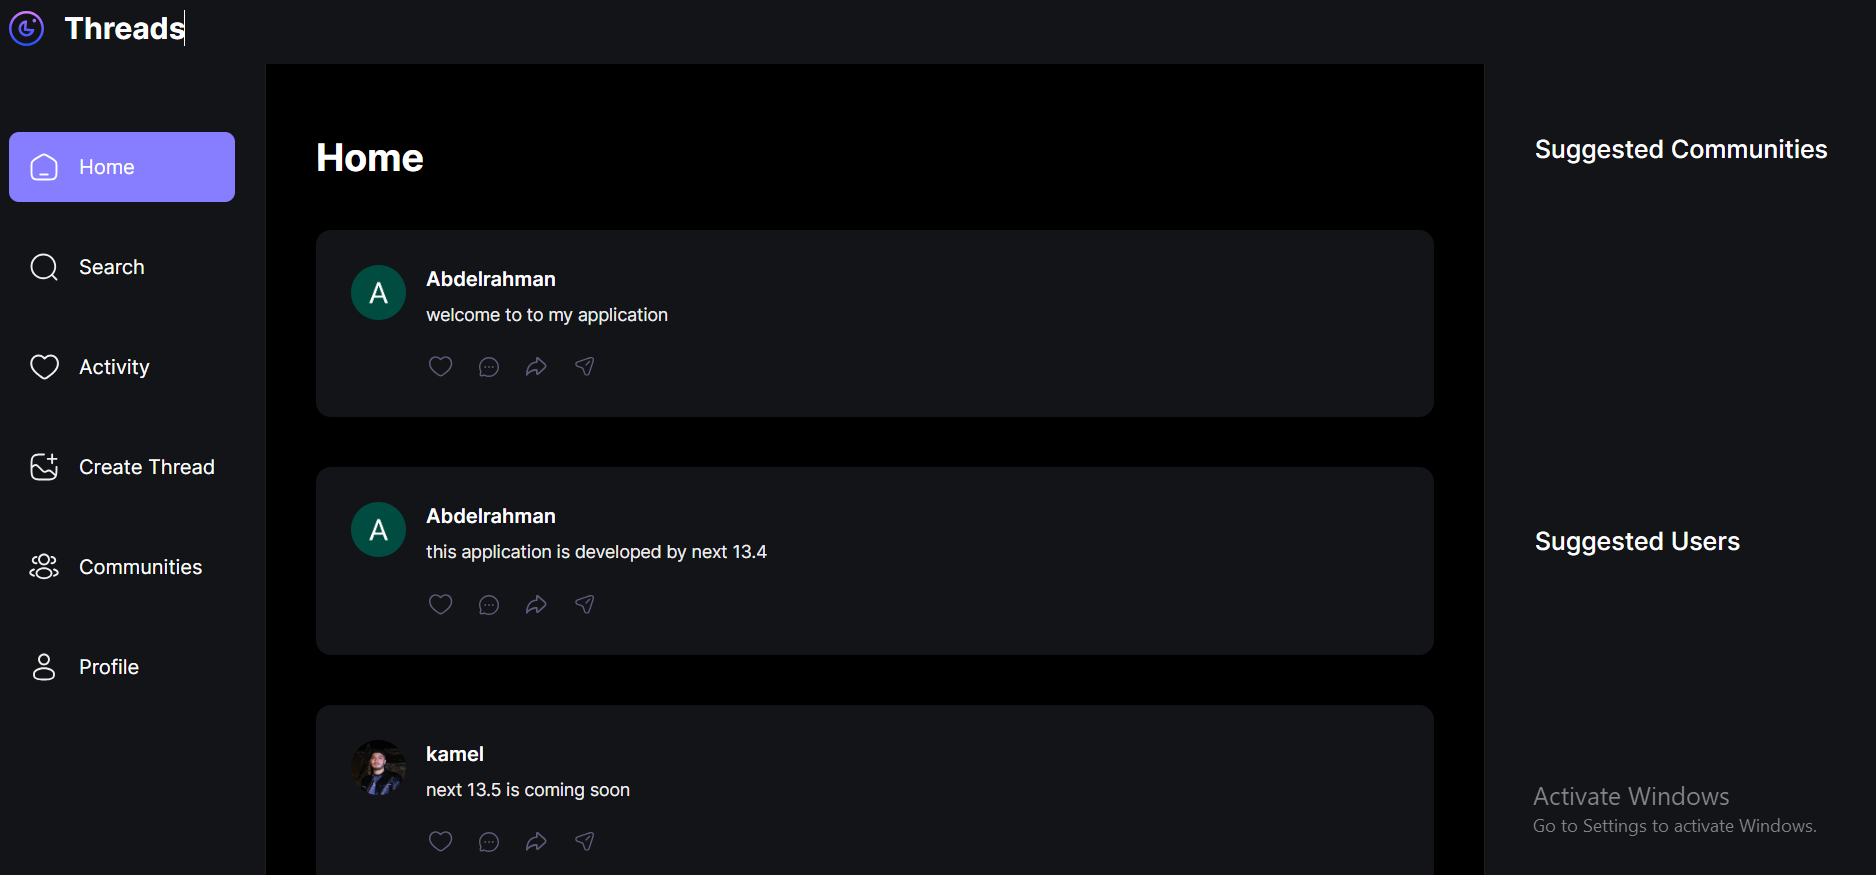 Threads
Home
Search
Activity
Create Thread
Communities
Profile
Home
A
Abdelrahman
welcome to to my application
A
Abdelrahman
this application is developed by next 13.4
kamel
next 13.5 is coming soon
Suggested Communities
Suggested Users
Activate Windows
Go to Settings to activate Windows.